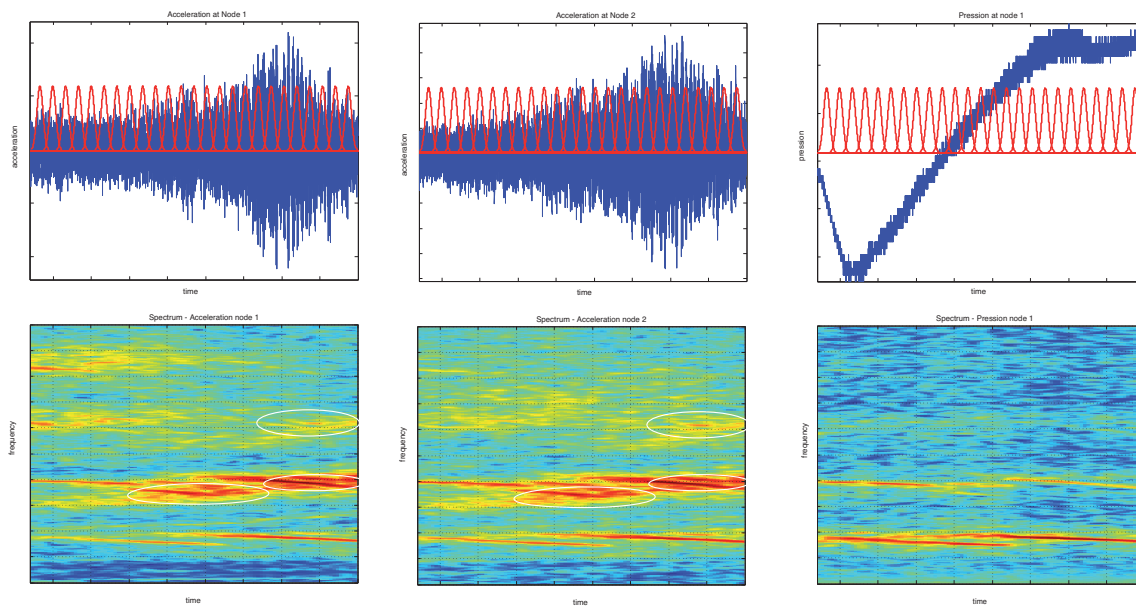 Acceleration at Node 1
acceleration
time
Acceleration at Node 2
acceleration
time
Pression at node 1
pression
time
Spectrum - Acceleration node 1
frequency
time
Spectrum - Acceleration node 2
frequency
time
Spectrum - Pression node 1
frequency
time